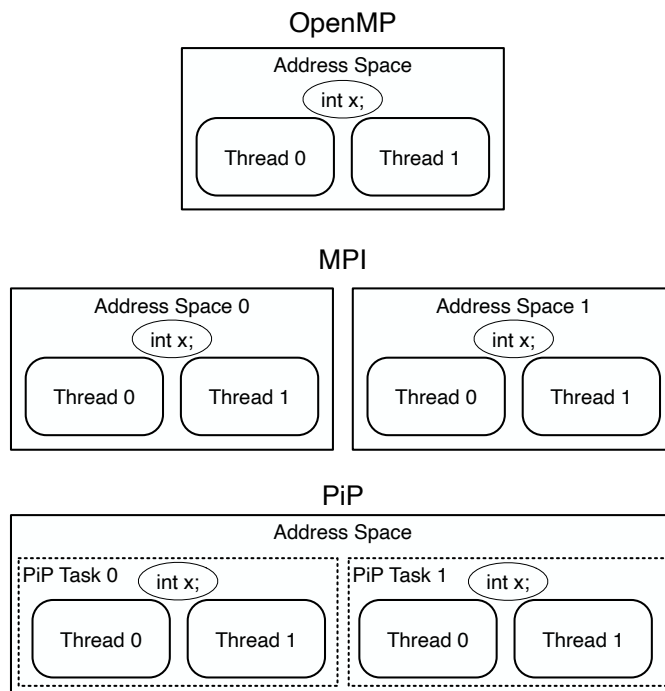 OpenMP
Address Space
int x;
Thread 0 Thread 1
MPI
Address Space 0 Address Space 1
int x; int x;
Thread 0 Thread 1 Thread 0 Thread 1
PiP
Address Space
PiP Task 0 int x; PiP Task 1 int x;
Thread 0 Thread 1 Thread 0 Thread 1